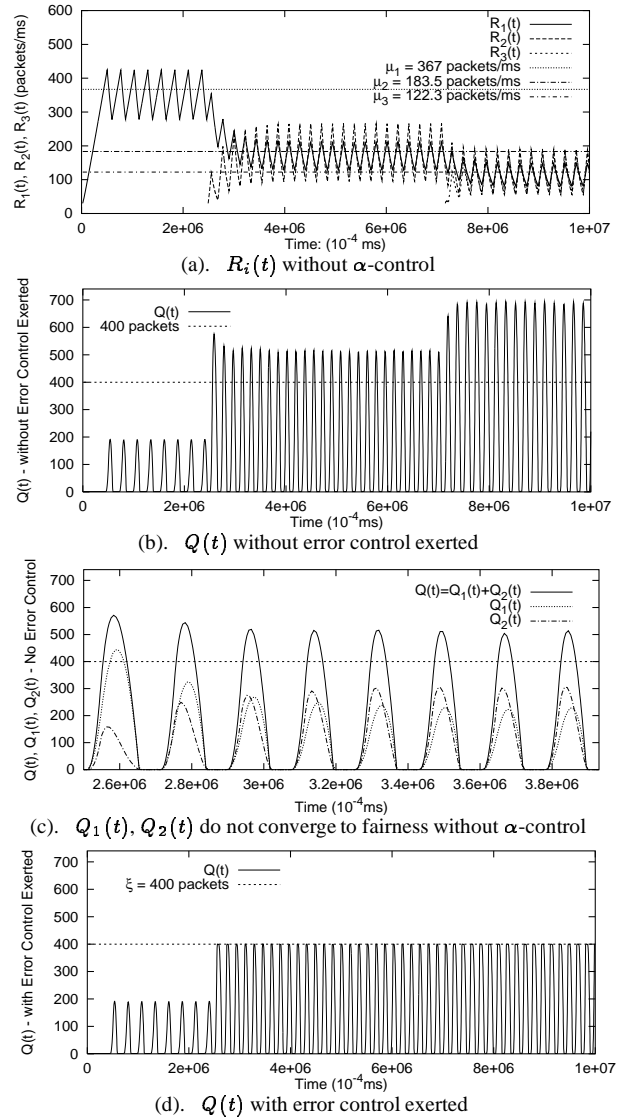 R1(t), R2(t), R3(t) (packets/ms)
600
500
400
300
200
100
0
R1(t)
R2(t)
R3(t)
μ1 = 367 packets/ms
μ2 = 183.5 packets/ms
μ3 = 122.3 packets/ms
0 2e+06 4e+06 6e+06 8e+06 1e+07
Time: (10^-4 ms)
(a). Ri(t) without α-control
Q(t) - without Error Control Exerted
700
600
500
400
300
200
100
0
Q(t)
400 packets
0 2e+06 4e+06 6e+06 8e+06 1e+07
Time (10^-4 ms)
(b). Q(t) without error control exerted
Q(t), Q1(t), Q2(t) - No Error Control
700
600
500
400
300
200
100
0
Q(t)=Q1(t)+Q2(t)
Q1(t)
Q2(t)
2.6e+06 2.8e+06 3e+06 3.2e+06 3.4e+06 3.6e+06 3.8e+06
Time (10^-4 ms)
(c). Q1(t), Q2(t) do not converge to fairness without α-control
Q(t) - with Error Control Exerted
700
600
500
400
300
200
100
0
Q(t)
ξ = 400 packets
0 2e+06 4e+06 6e+06 8e+06 1e+07
Time (10^-4 ms)
(d). Q(t) with error control exerted